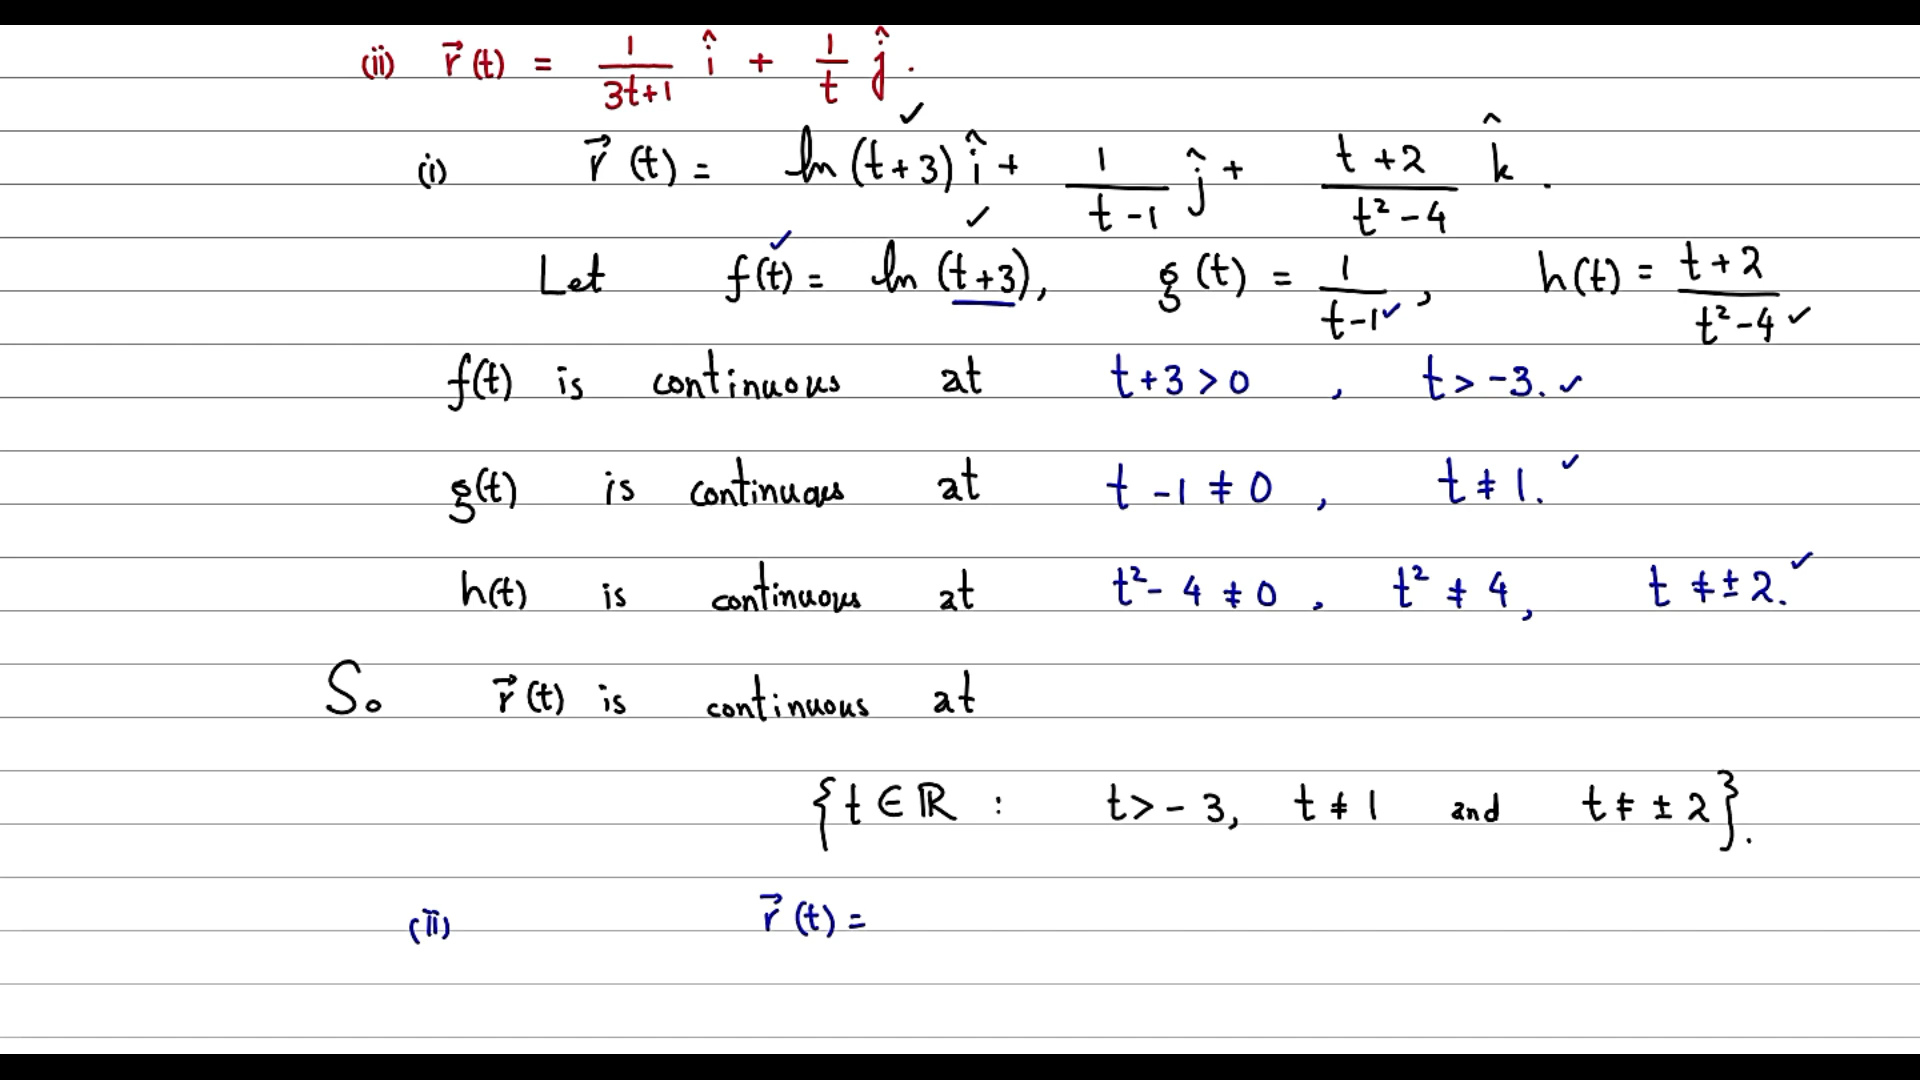 (ii) r⃗(t) = 1/(3t+1) î + 1/t ĵ.
(i) r⃗(t) = ln(t+3) î + 1/(t-1) ĵ + (t+2)/(t²-4) k̂.
Let f(t) = ln(t+3), g(t) = 1/(t-1), h(t) = (t+2)/(t²-4)
f(t) is continuous at t+3>0, t>-3.
g(t) is continuous at t-1≠0, t≠1.
h(t) is continuous at t²-4≠0, t²≠4, t≠±2.
So r⃗(t) is continuous at
{t∈ℝ : t>-3, t≠1 and t≠±2}.
(ii) r⃗(t) =